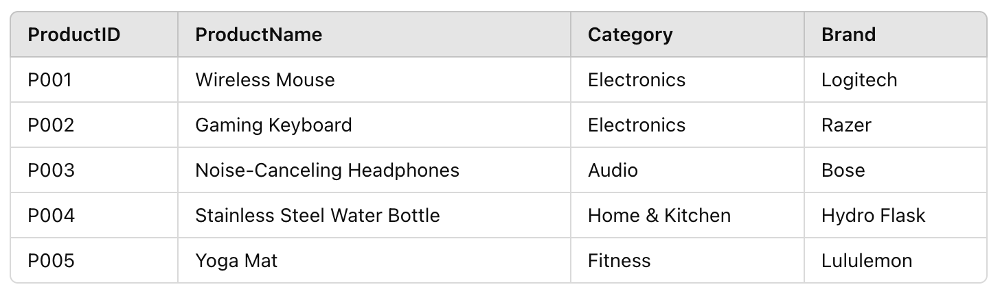 ProductID ProductName Category Brand
P001 Wireless Mouse Electronics Logitech
P002 Gaming Keyboard Electronics Razer
P003 Noise-Canceling Headphones Audio Bose
P004 Stainless Steel Water Bottle Home & Kitchen Hydro Flask
P005 Yoga Mat Fitness Lululemon